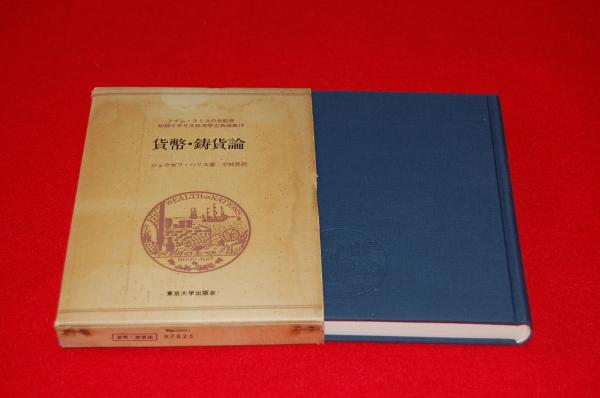 アダム・スミスの会監修
初期イギリス経済学古典選集 10
貨幣・鋳貨論
ジョウゼフ・ハリス著 小林昇訳
WEALTH OF NATIONS
東京大学出版会
貨幣・鋳貨論
97825